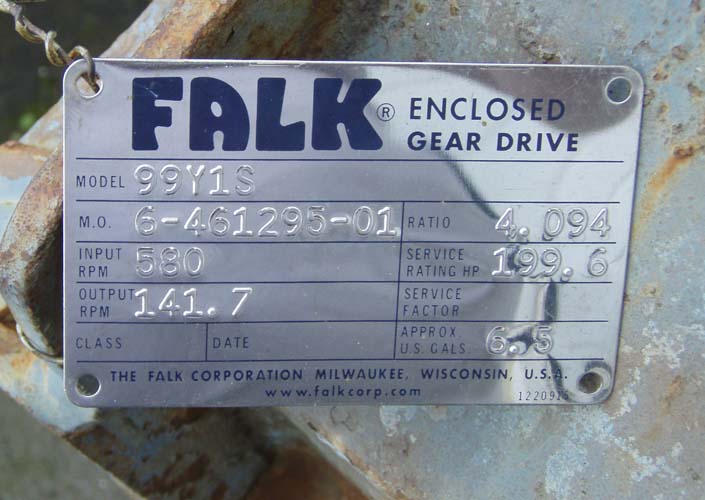 FALK® ENCLOSED GEAR DRIVE
MODEL 99Y1S
M.O. 6-461295-01 RATIO 4.094
INPUT RPM 580 SERVICE RATING HP 199.6
OUTPUT RPM 141.7 SERVICE FACTOR
CLASS DATE APPROX. U.S. GALS. 6.5
THE FALK CORPORATION MILWAUKEE, WISCONSIN, U.S.A.
www.falkcorp.com